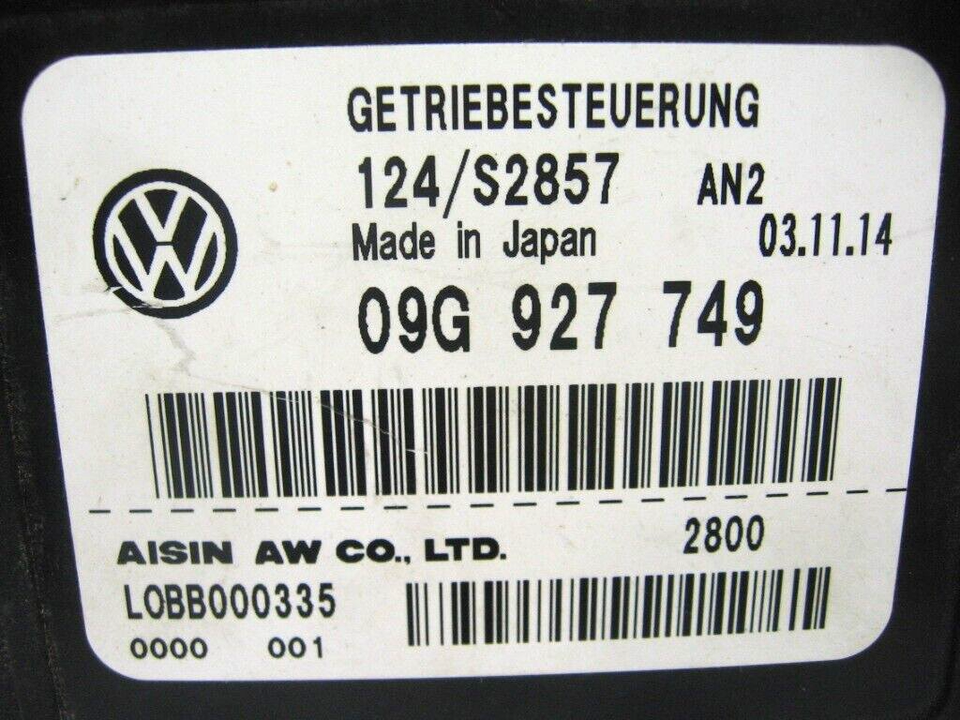 GETRIEBESTEUERUNG
124/S2857 AN2
Made in Japan 03.11.14
09G 927 749
AISIN AW CO., LTD. 2800
LOBB000335
0000 001